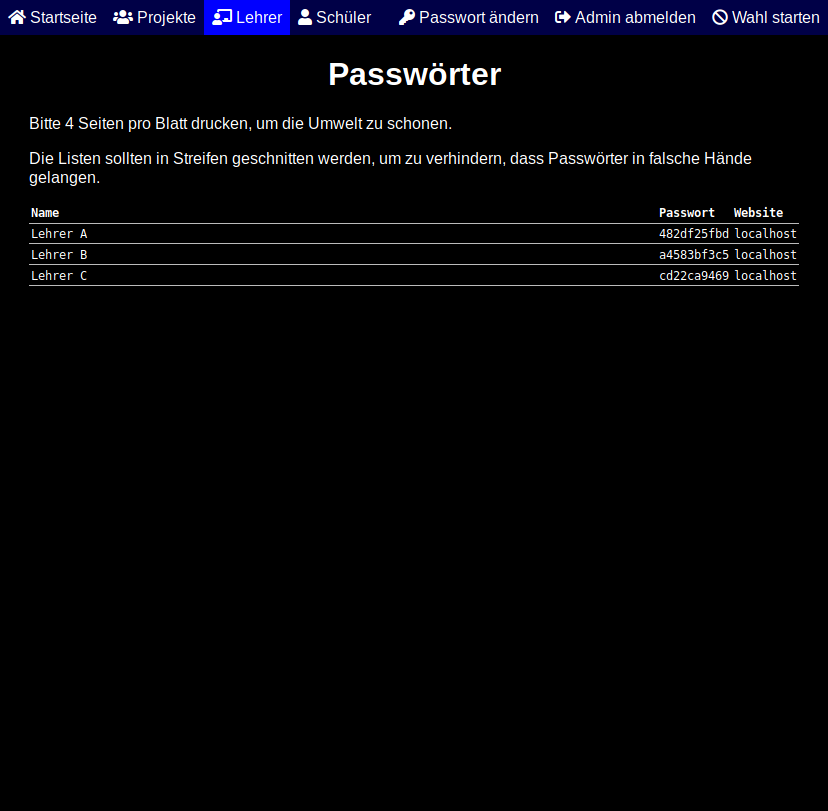 Startseite Projekte Lehrer Schüler Passwort ändern Admin abmelden Wahl starten
Passwörter
Bitte 4 Seiten pro Blatt drucken, um die Umwelt zu schonen.
Die Listen sollten in Streifen geschnitten werden, um zu verhindern, dass Passwörter in falsche Hände
gelangen.
Name Passwort Website
Lehrer A 482df25fbd localhost
Lehrer B a4583bf3c5 localhost
Lehrer C cd22ca9469 localhost